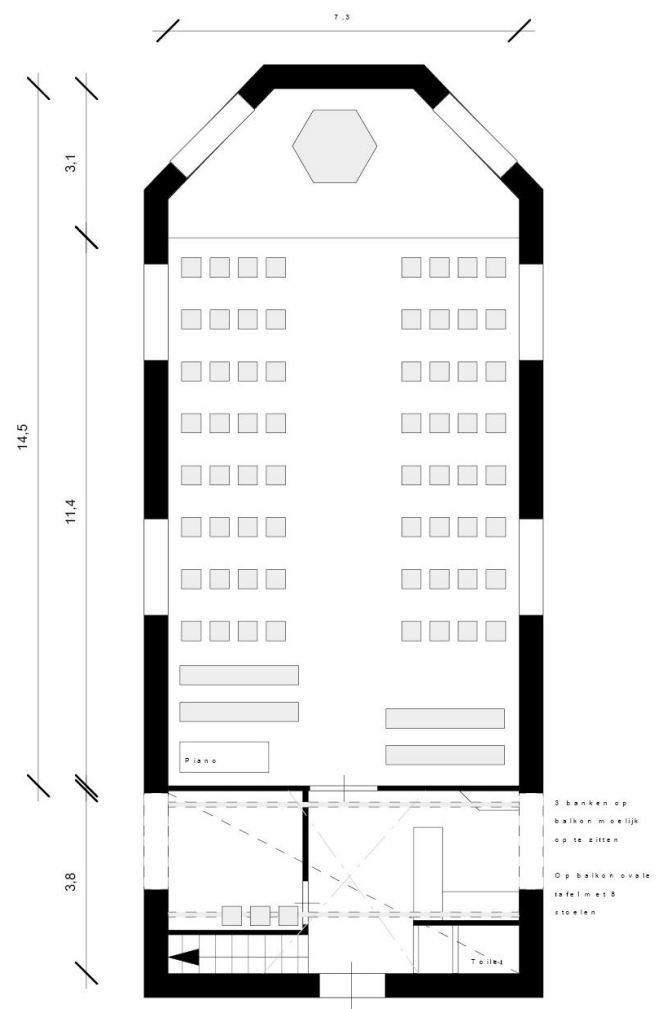 7,3
3,1
14,5
11,4
Piano
3 banken op
balkon moelijk
op te zitten
3,8
Op balkon ovale
tafel met 8
stoelen
Toilet